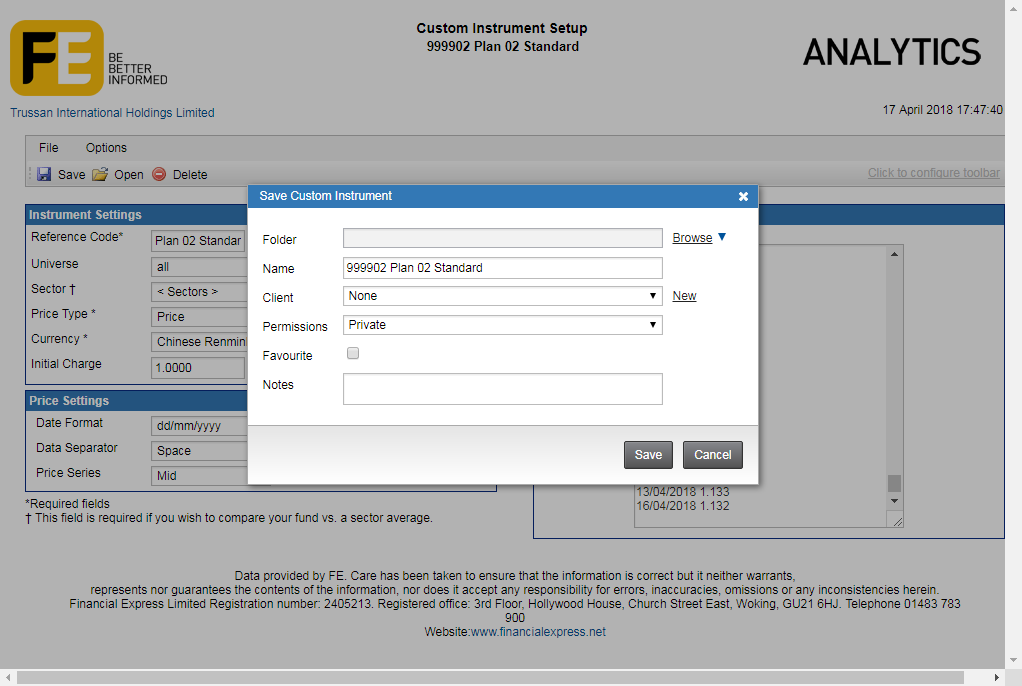 Custom Instrument Setup
999902 Plan 02 Standard
FE
BE
BETTER
INFORMED
ANALYTICS
Trussan International Holdings Limited
17 April 2018 17:47:40
File Options
Save Open Delete
Click to configure toolbar
Instrument Settings
Reference Code* Plan 02 Standar
Universe all
Sector † < Sectors >
Price Type * Price
Currency * Chinese Renmin
Initial Charge 1.0000
Price Settings
Date Format dd/mm/yyyy
Data Separator Space
Price Series Mid
*Required fields
† This field is required if you wish to compare your fund vs. a sector average.
Save Custom Instrument
Folder Browse
Name 999902 Plan 02 Standard
Client None New
Permissions Private
Favourite
Notes
Save Cancel
13/04/2018 1.133
16/04/2018 1.132
Data provided by FE. Care has been taken to ensure that the information is correct but it neither warrants,
represents nor guarantees the contents of the information, nor does it accept any responsibility for errors, inaccuracies, omissions or any inconsistencies herein.
Financial Express Limited Registration number: 2405213. Registered office: 3rd Floor, Hollywood House, Church Street East, Woking, GU21 6HJ. Telephone 01483 783
900
Website:www.financialexpress.net